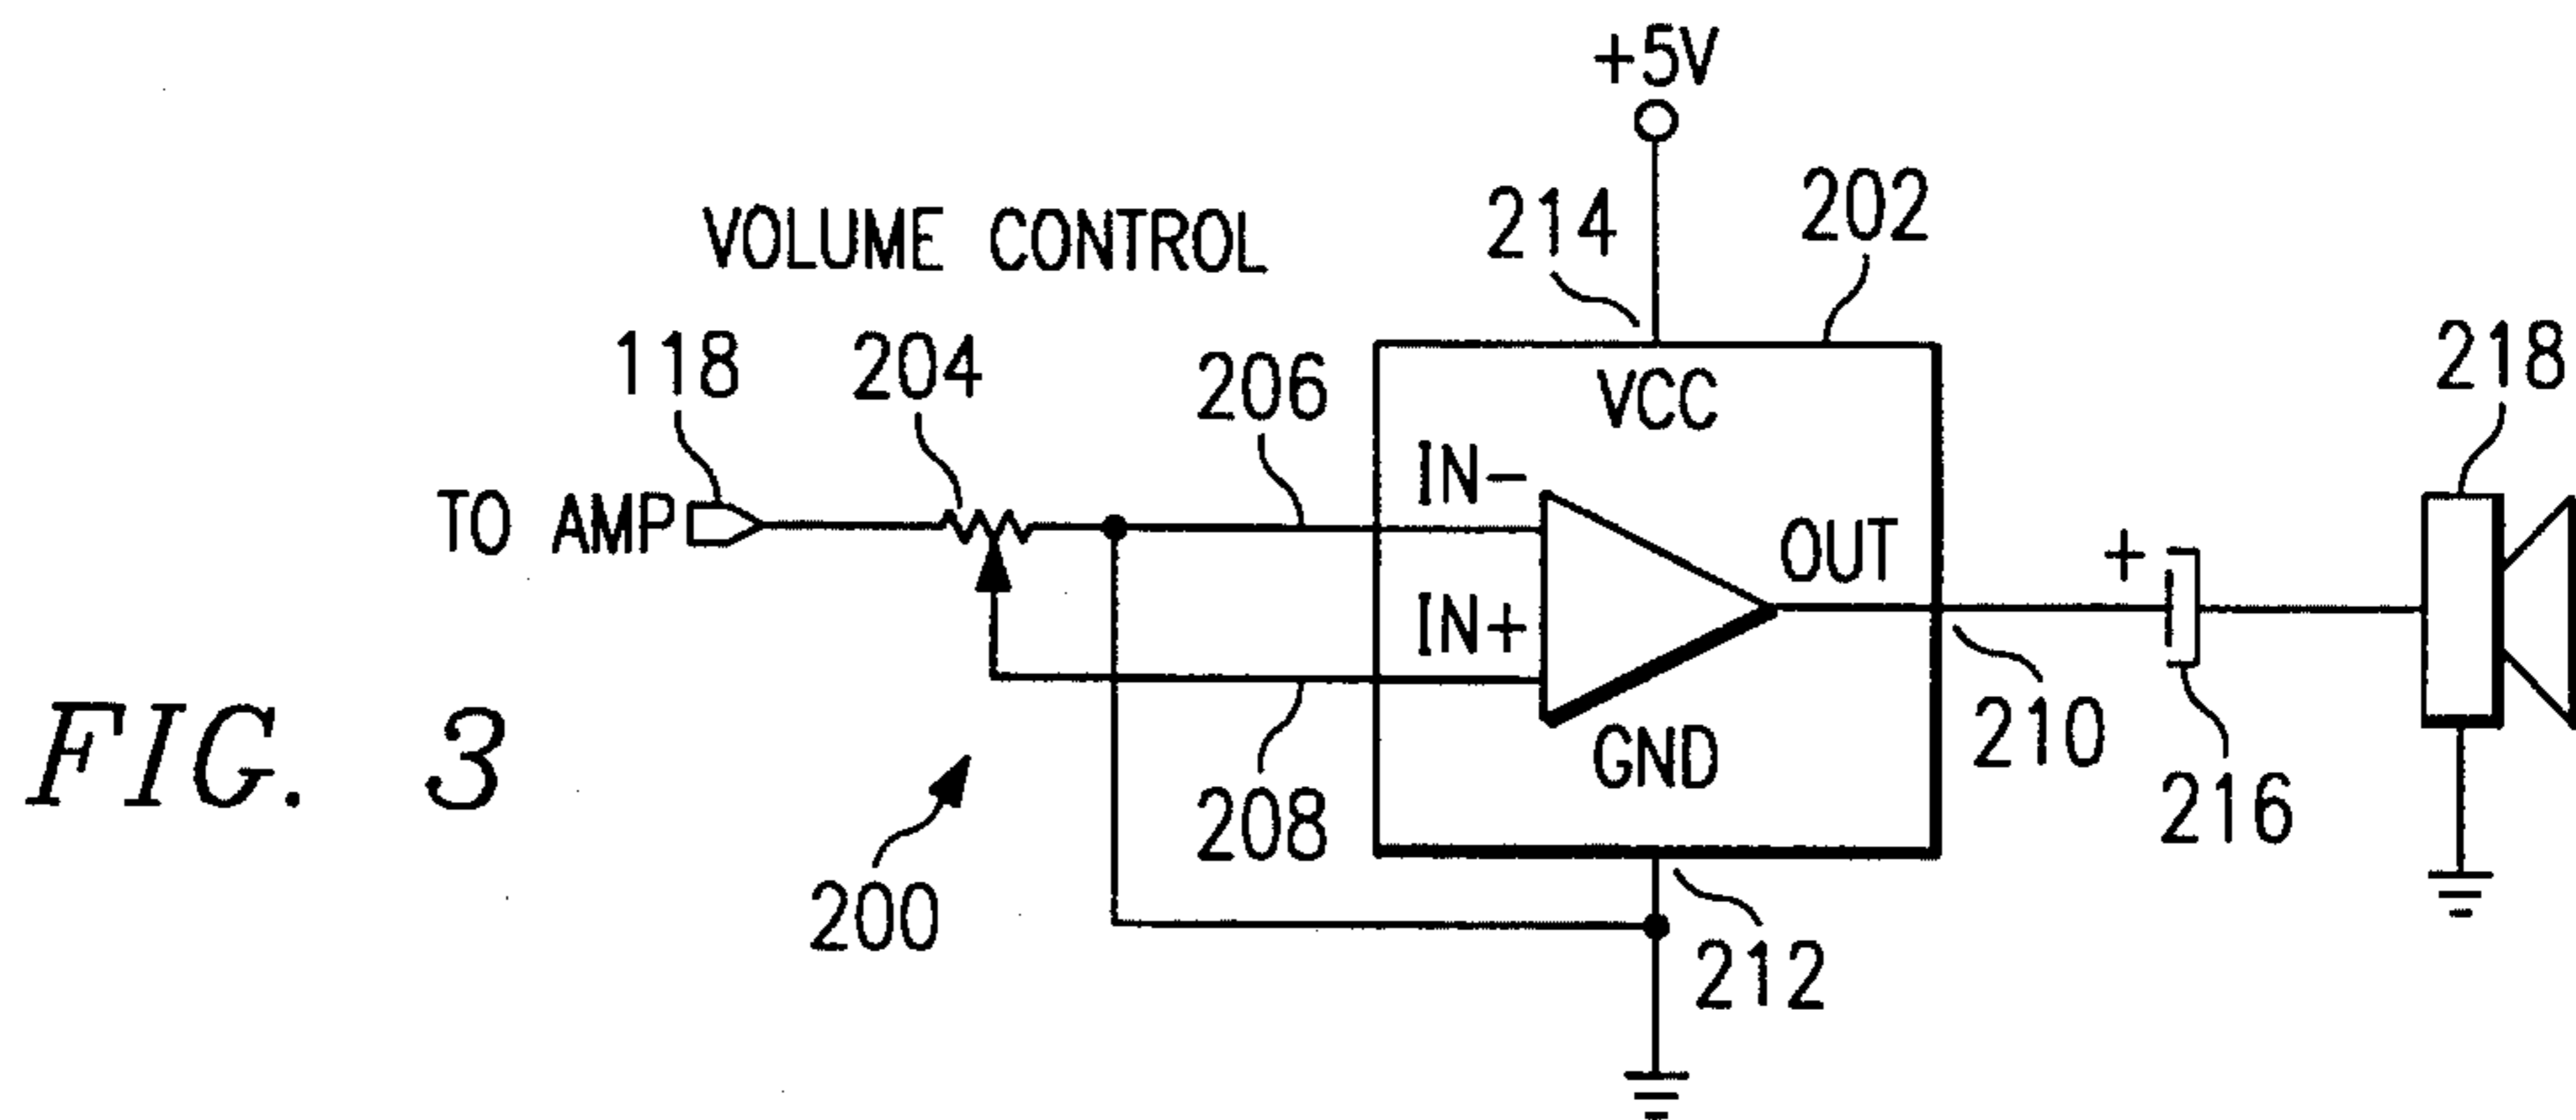 +5V
214
202
VOLUME CONTROL
118
204
206
218
VCC
IN-
TO AMP
OUT
+
IN+
FIG. 3
GND
210
208
216
200
212